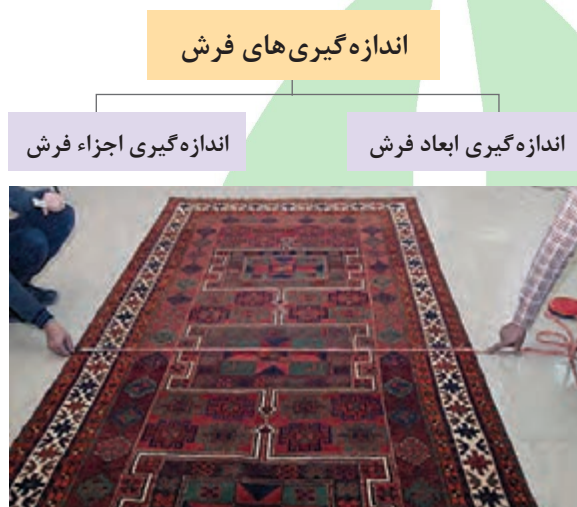 اندازه‌گیری‌های فرش
اندازه‌گیری ابعاد فرش
اندازه‌گیری اجزاء فرش